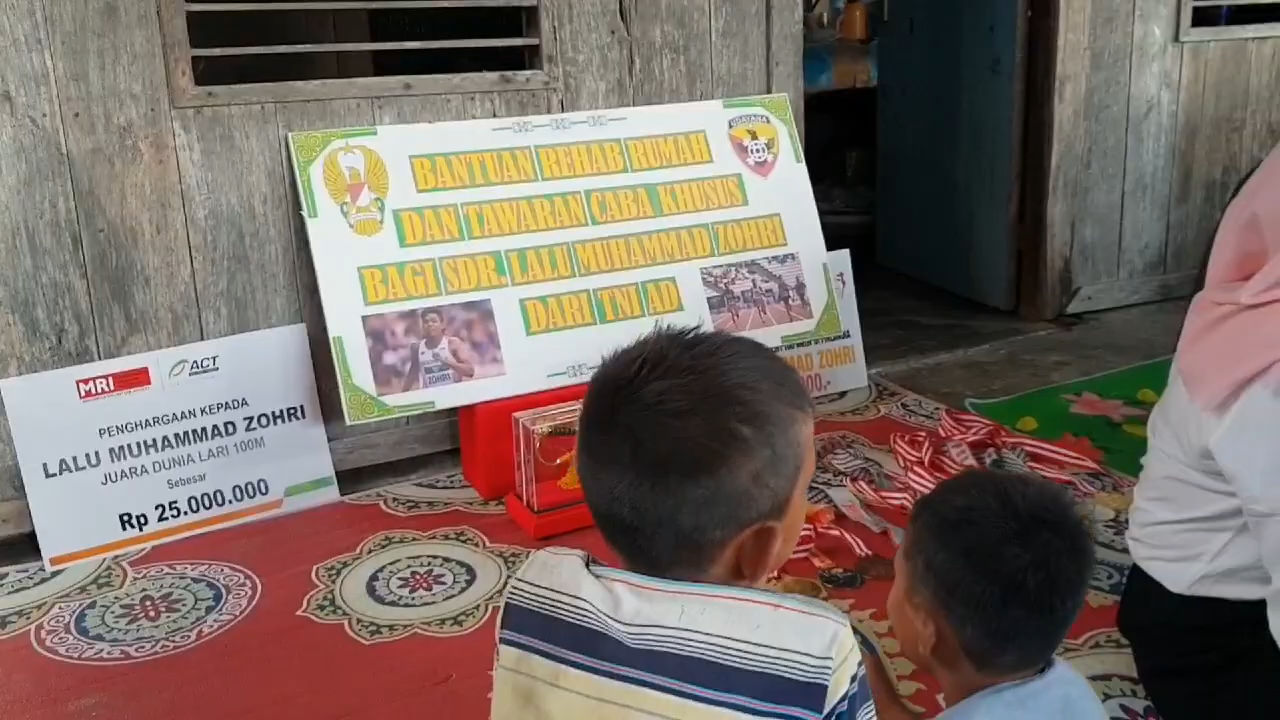 UDAYANA
BANTUAN REHAB RUMAH
DAN TAWARAN CABA KHUSUS
BAGI SDR. LALU MUHAMMAD ZOHRI
DARI TNI AD
ZOHRI
MRI
ACT
PENGHARGAAN KEPADA
LALU MUHAMMAD ZOHRI
JUARA DUNIA LARI 100M
Sebesar
Rp 25.000.000
MAD ZOHRI